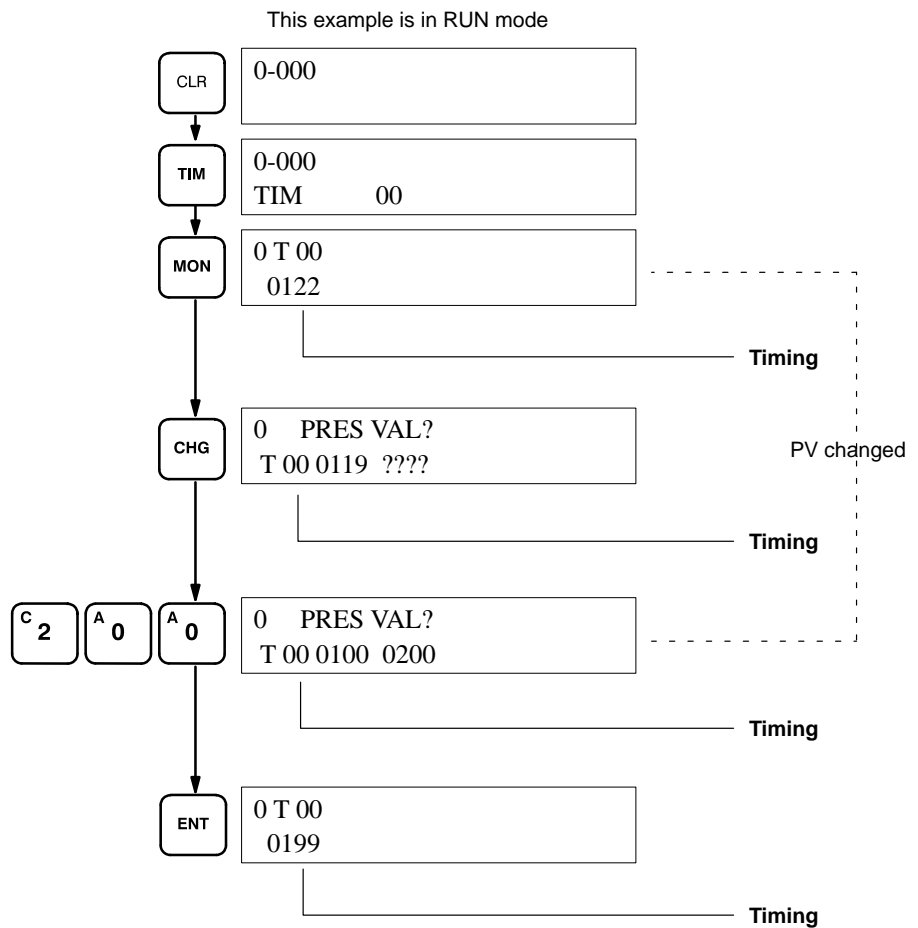 This example is in RUN mode
CLR
0-000
TIM
0-000
TIM 00
MON
0 T 00
0122
Timing
CHG
0 PRES VAL?
T 00 0119 ????
PV changed
Timing
C 2
A 0
A 0
0 PRES VAL?
T 00 0100 0200
Timing
ENT
0 T 00
0199
Timing